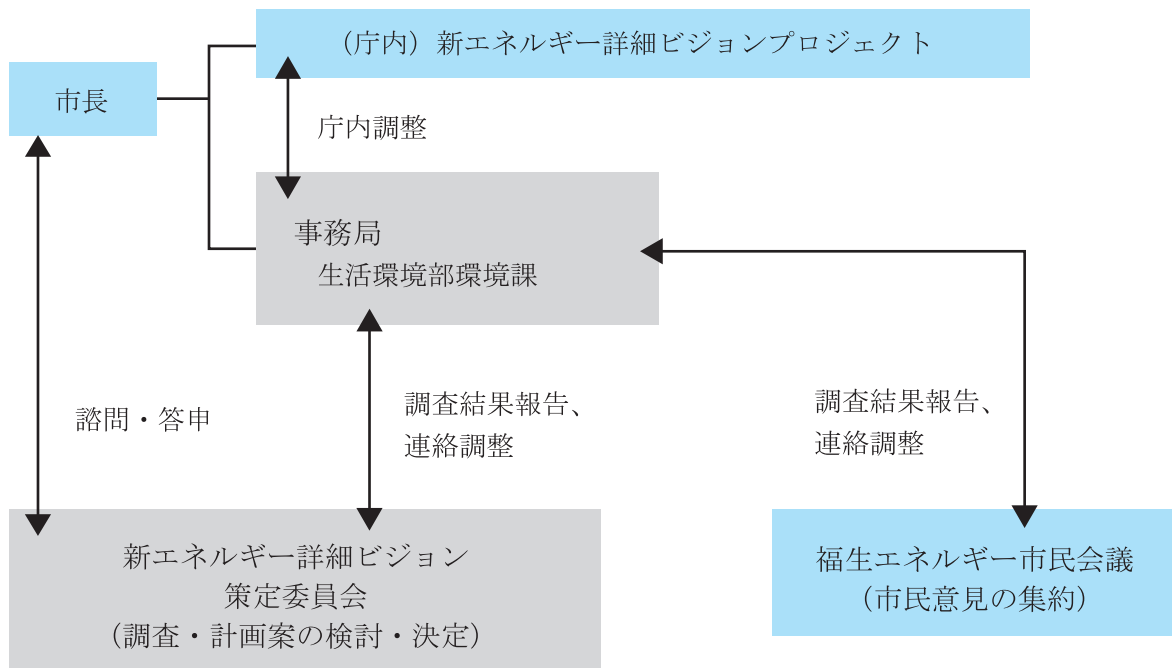 （庁内）新エネルギー詳細ビジョンプロジェクト
市長
庁内調整
事務局
生活環境部環境課
諮問・答申
調査結果報告、
連絡調整
調査結果報告、
連絡調整
新エネルギー詳細ビジョン
策定委員会
（調査・計画案の検討・決定）
福生エネルギー市民会議
（市民意見の集約）